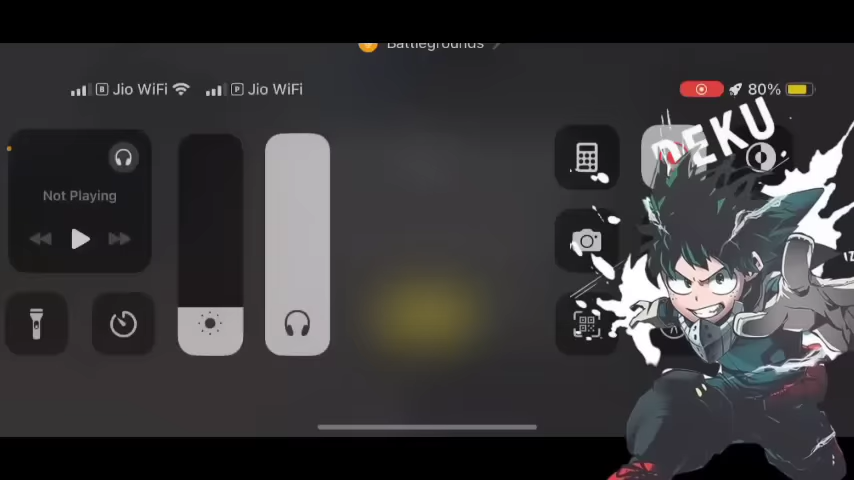 Battlegrounds
B Jio WiFi P Jio WiFi 80%
DEKU
Not Playing